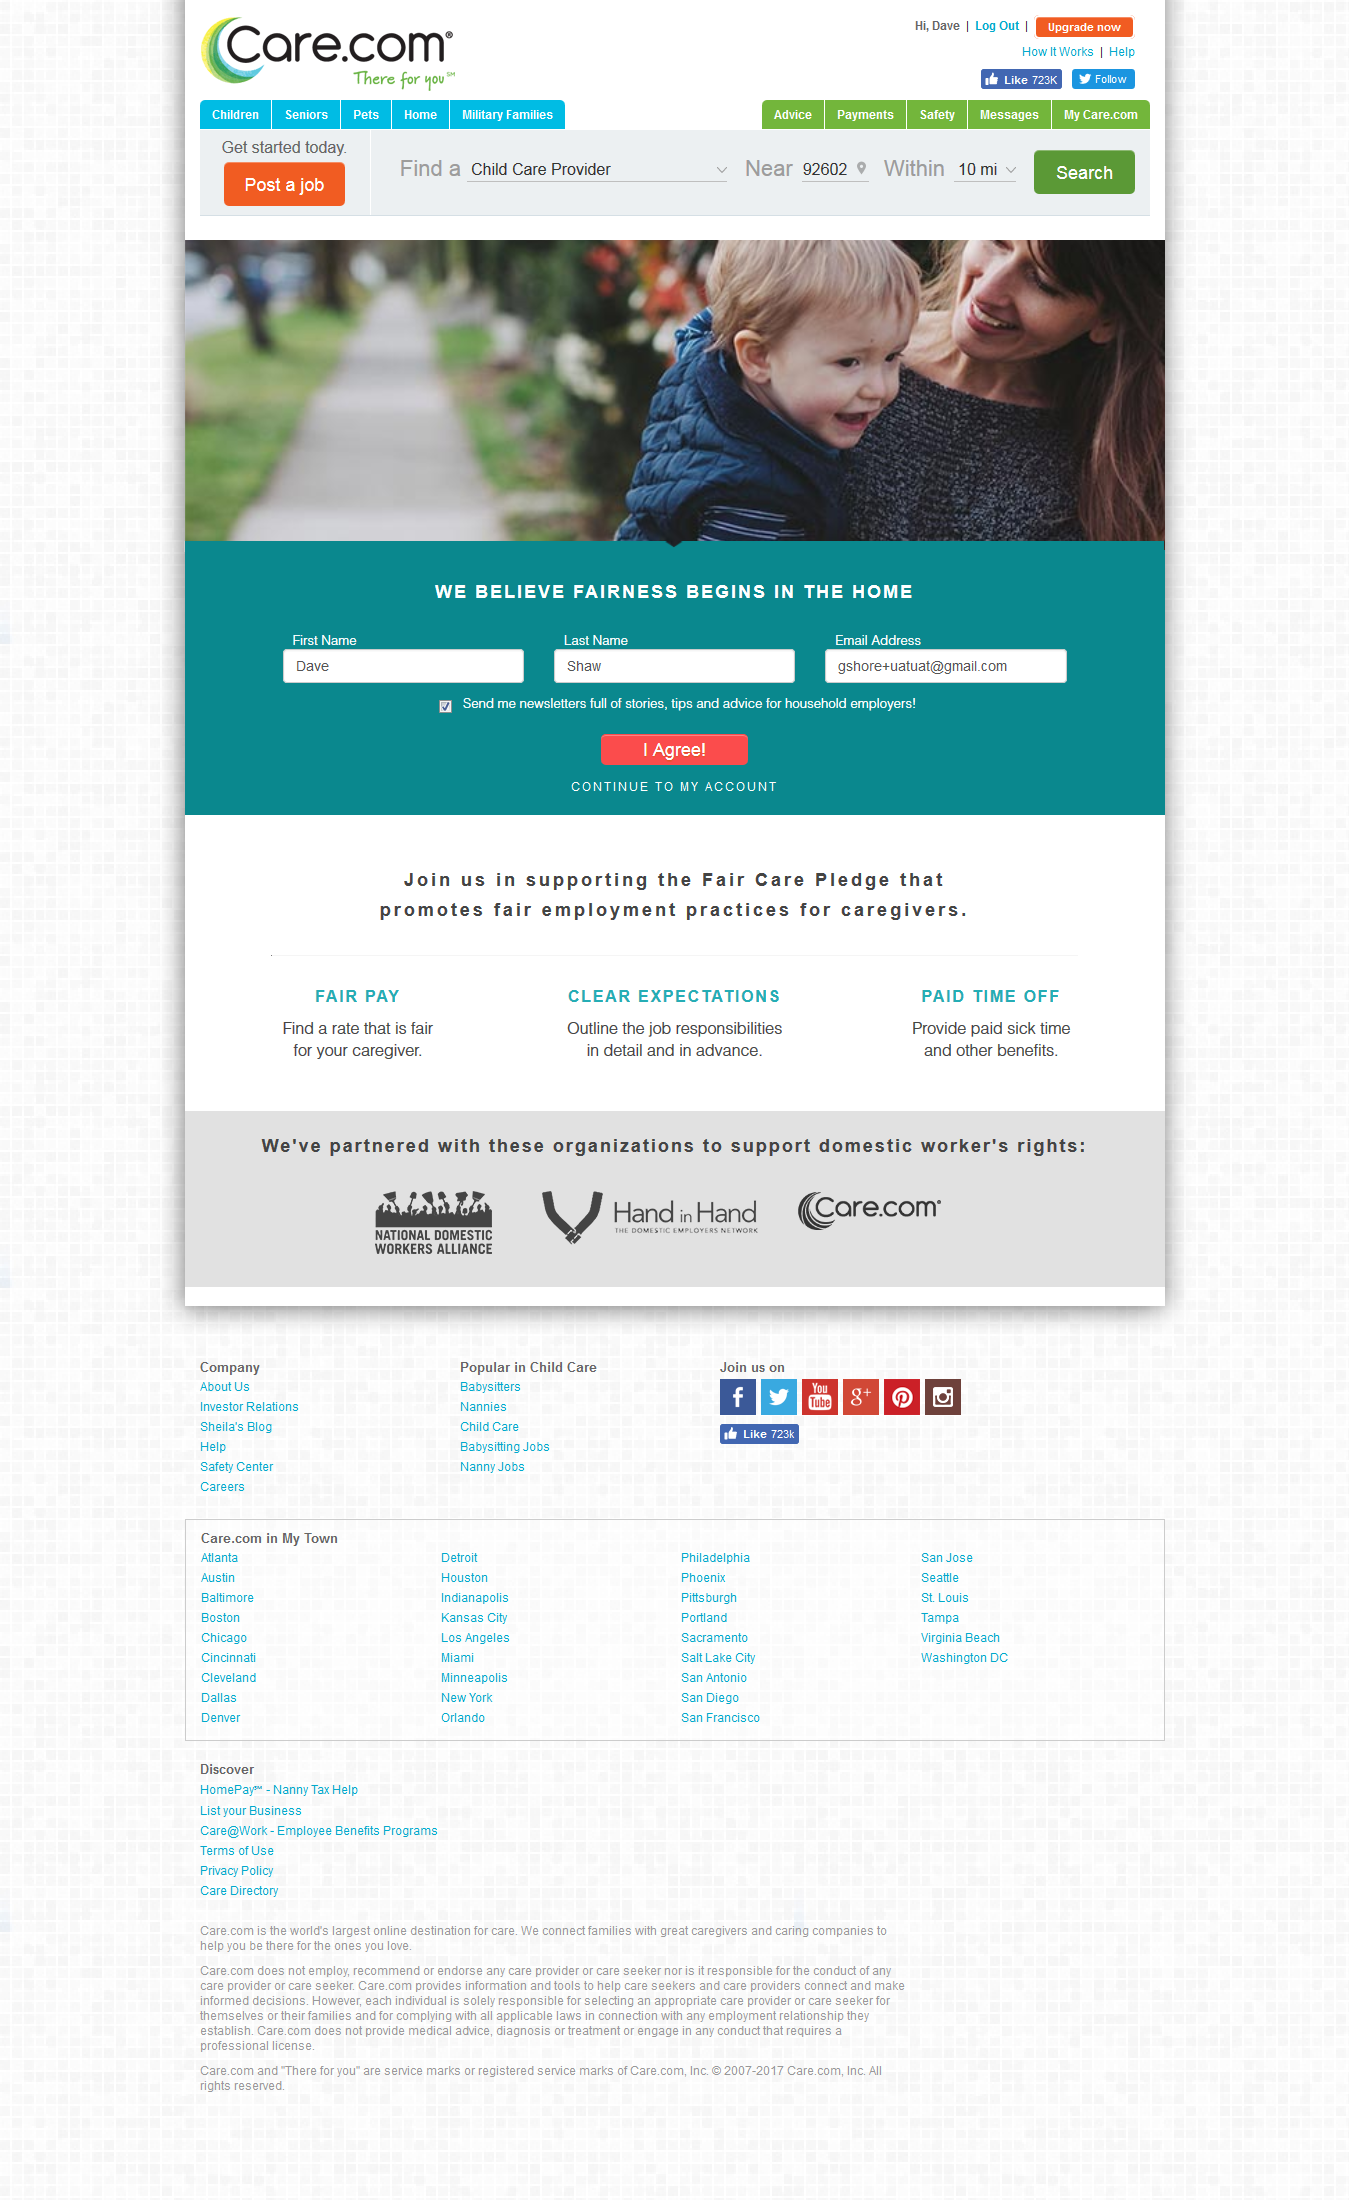 Care.com®
There for you℠
Hi, Dave | Log Out | Upgrade now
How It Works | Help
Like 723K Follow
Children Seniors Pets Home Military Families
Advice Payments Safety Messages My Care.com
Get started today.
Post a job
Find a Child Care Provider Near 92602 Within 10 mi Search
WE BELIEVE FAIRNESS BEGINS IN THE HOME
First Name Last Name Email Address
Dave Shaw gshore+uatuat@gmail.com
Send me newsletters full of stories, tips and advice for household employers!
I Agree!
CONTINUE TO MY ACCOUNT
Join us in supporting the Fair Care Pledge that
promotes fair employment practices for caregivers.
FAIR PAY
Find a rate that is fair
for your caregiver.
CLEAR EXPECTATIONS
Outline the job responsibilities
in detail and in advance.
PAID TIME OFF
Provide paid sick time
and other benefits.
We've partnered with these organizations to support domestic worker's rights:
NATIONAL DOMESTIC
WORKERS ALLIANCE
Hand in Hand
THE DOMESTIC EMPLOYERS NETWORK
Care.com®
Company
About Us
Investor Relations
Sheila's Blog
Help
Safety Center
Careers
Popular in Child Care
Babysitters
Nannies
Child Care
Babysitting Jobs
Nanny Jobs
Join us on
You
Tube
g+
Like 723k
Care.com in My Town
Atlanta
Austin
Baltimore
Boston
Chicago
Cincinnati
Cleveland
Dallas
Denver
Detroit
Houston
Indianapolis
Kansas City
Los Angeles
Miami
Minneapolis
New York
Orlando
Philadelphia
Phoenix
Pittsburgh
Portland
Sacramento
Salt Lake City
San Antonio
San Diego
San Francisco
San Jose
Seattle
St. Louis
Tampa
Virginia Beach
Washington DC
Discover
HomePay℠ - Nanny Tax Help
List your Business
Care@Work - Employee Benefits Programs
Terms of Use
Privacy Policy
Care Directory
Care.com is the world's largest online destination for care. We connect families with great caregivers and caring companies to
help you be there for the ones you love.
Care.com does not employ, recommend or endorse any care provider or care seeker nor is it responsible for the conduct of any
care provider or care seeker. Care.com provides information and tools to help care seekers and care providers connect and make
informed decisions. However, each individual is solely responsible for selecting an appropriate care provider or care seeker for
themselves or their families and for complying with all applicable laws in connection with any employment relationship they
establish. Care.com does not provide medical advice, diagnosis or treatment or engage in any conduct that requires a
professional license.
Care.com and "There for you" are service marks or registered service marks of Care.com, Inc. © 2007-2017 Care.com, Inc. All
rights reserved.